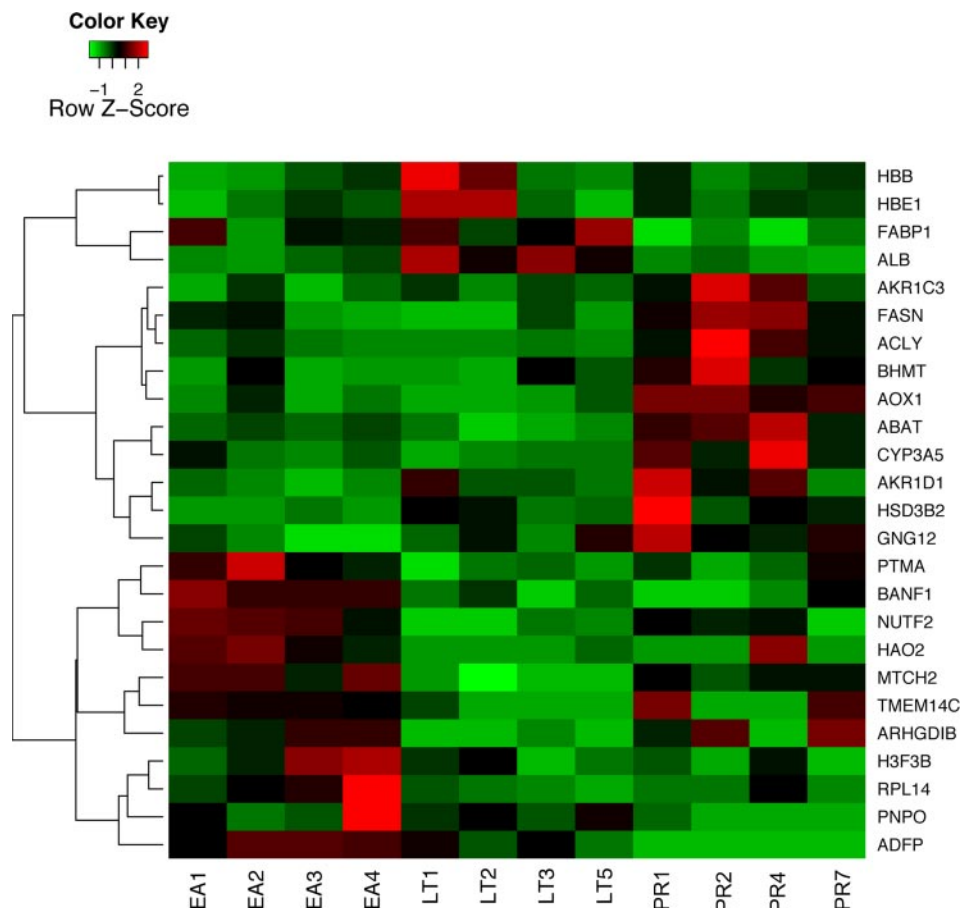 Color Key
−1 2
Row Z−Score
HBB
HBE1
FABP1
ALB
AKR1C3
FASN
ACLY
BHMT
AOX1
ABAT
CYP3A5
AKR1D1
HSD3B2
GNG12
PTMA
BANF1
NUTF2
HAO2
MTCH2
TMEM14C
ARHGDIB
H3F3B
RPL14
PNPO
ADFP
EA1 EA2 EA3 EA4 LT1 LT2 LT3 LT5 PR1 PR2 PR4 PR7